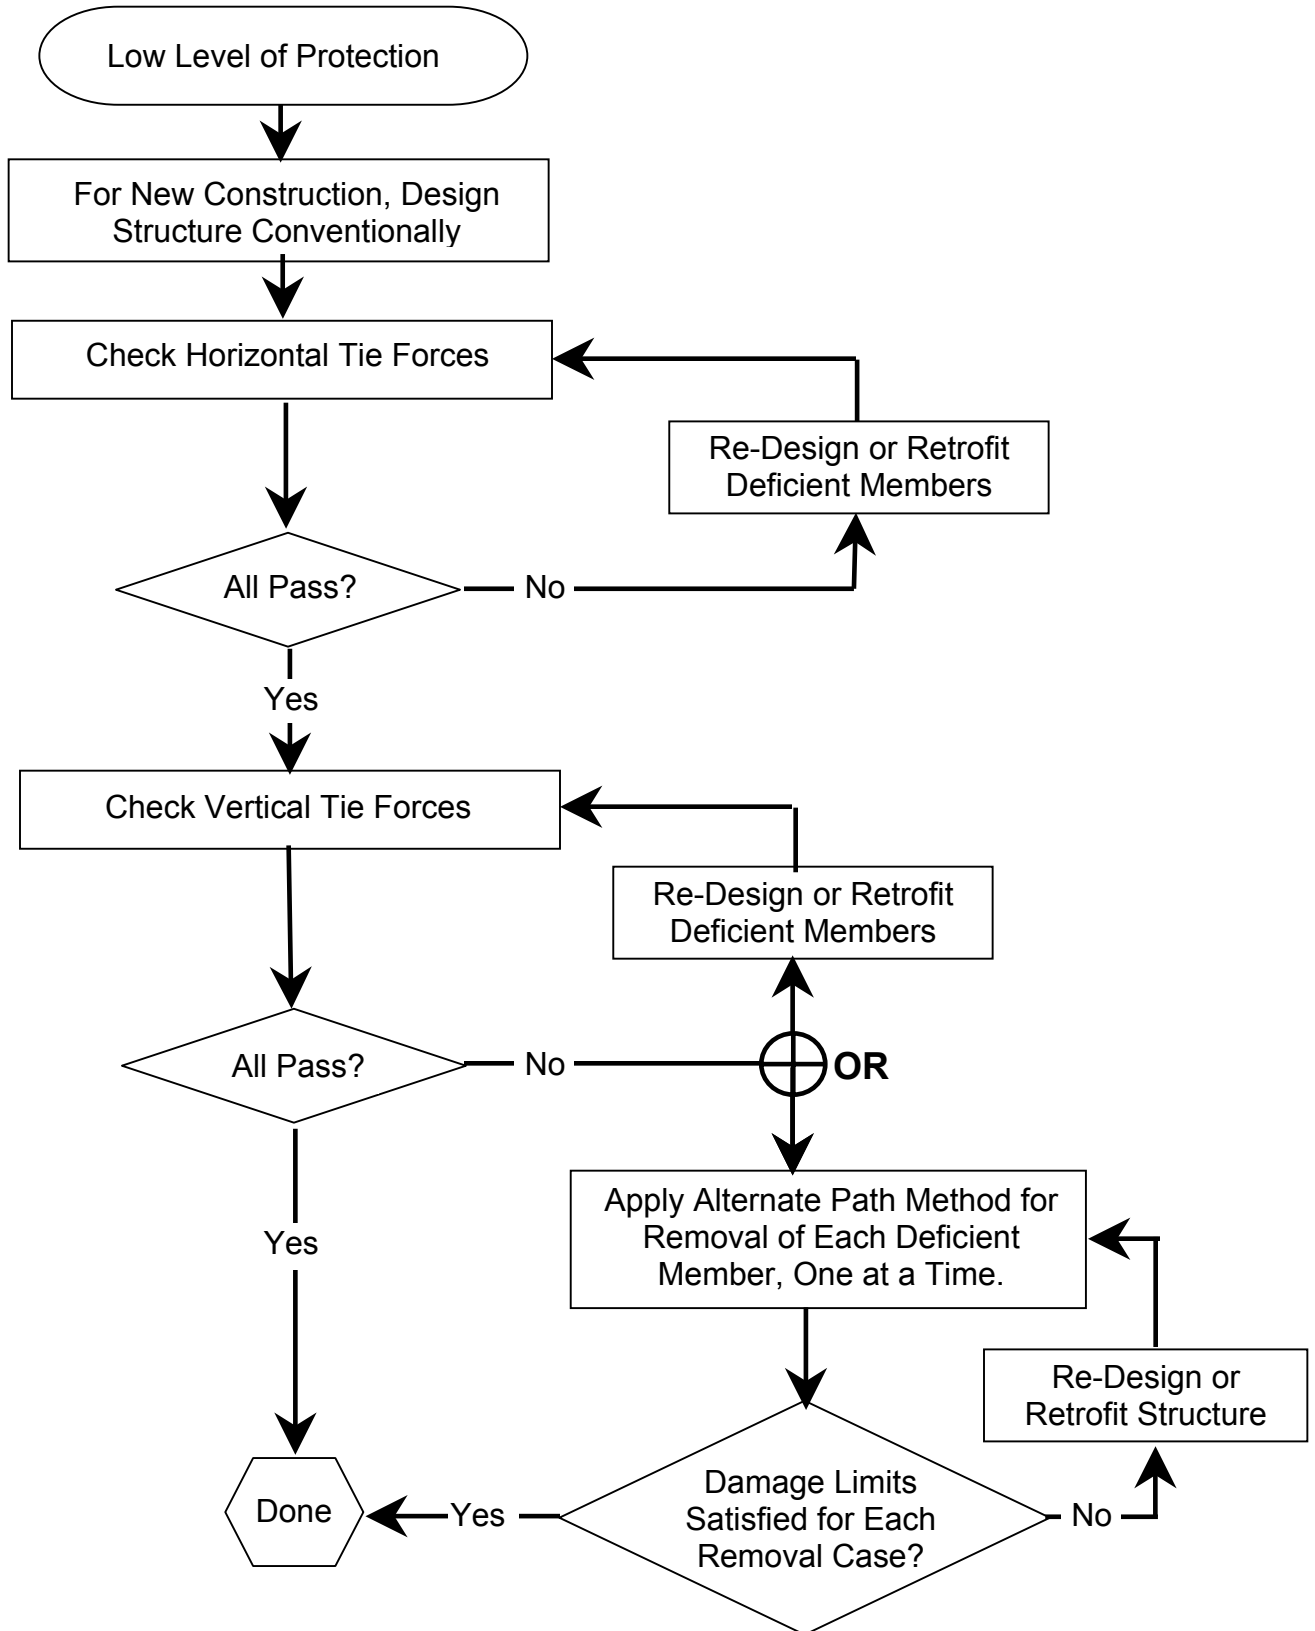 Low Level of Protection
For New Construction, Design
Structure Conventionally
Check Horizontal Tie Forces
Re-Design or Retrofit
Deficient Members
All Pass?
No
Yes
Check Vertical Tie Forces
Re-Design or Retrofit
Deficient Members
All Pass?
No
OR
Apply Alternate Path Method for
Removal of Each Deficient
Member, One at a Time.
Yes
Re-Design or
Retrofit Structure
Damage Limits
Satisfied for Each
Removal Case?
No
Yes
Done